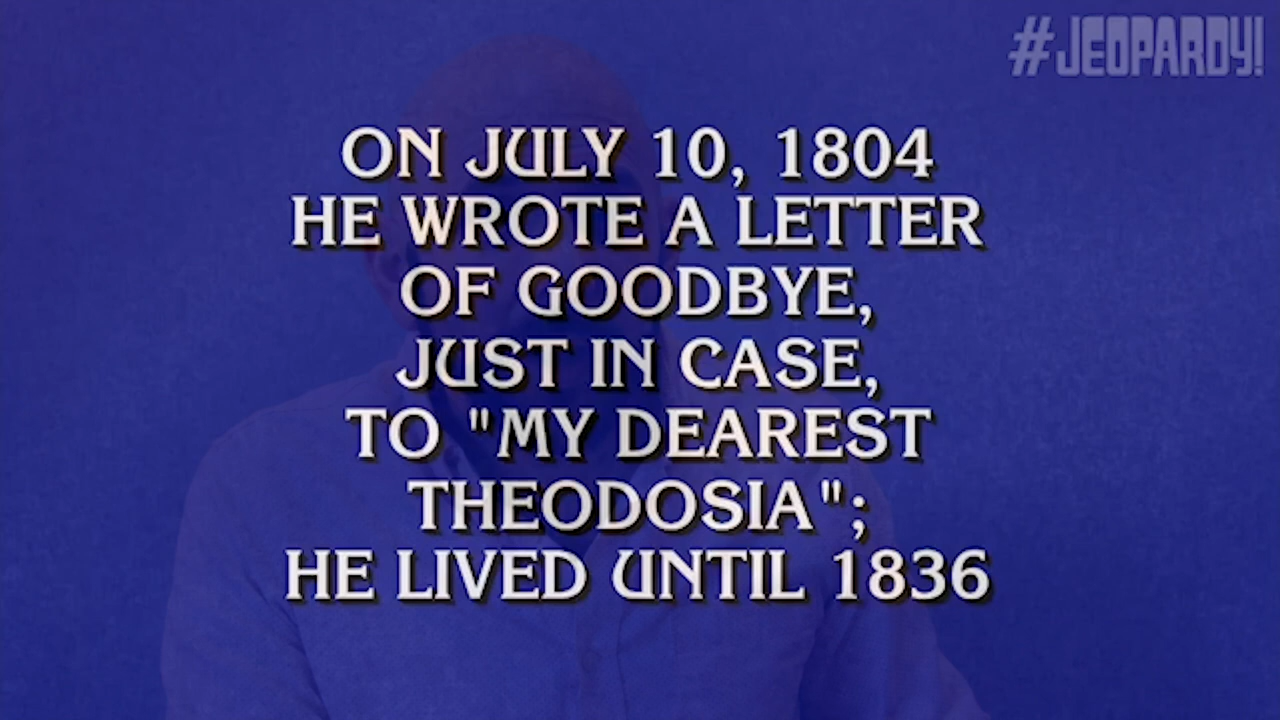 #JEOPARDY!
ON JULY 10, 1804
HE WROTE A LETTER
OF GOODBYE,
JUST IN CASE,
TO "MY DEAREST
THEODOSIA";
HE LIVED UNTIL 1836